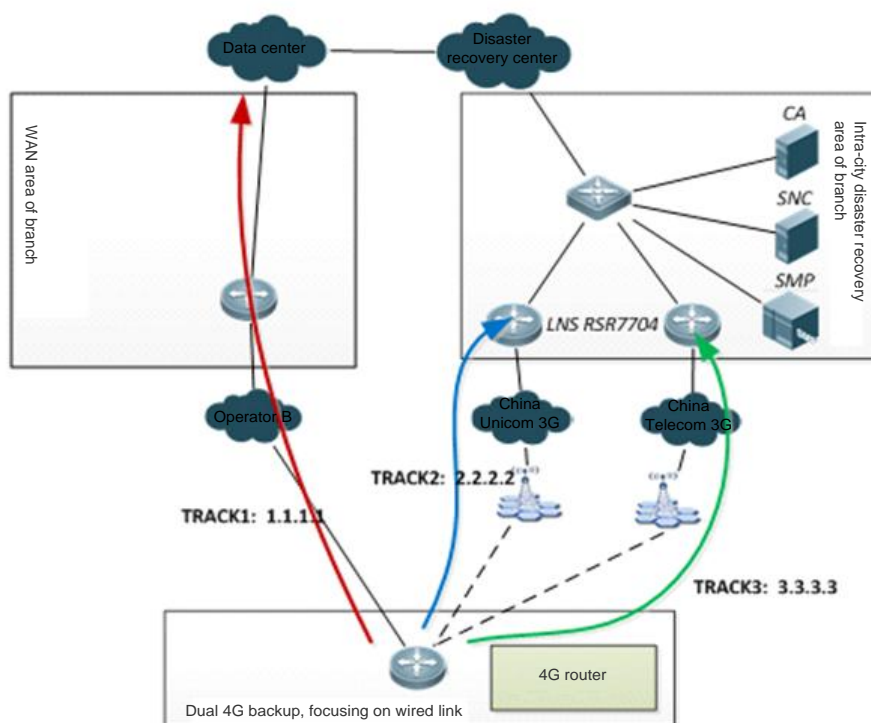 Data center
Disaster
recovery center
WAN area of branch
CA
SNC
SMP
Intra-city disaster recovery
area of branch
LNS RSR7704
Operator B
China
Unicom 3G
China
Telecom 3G
TRACK2: 2.2.2.2
TRACK1: 1.1.1.1
TRACK3: 3.3.3.3
4G router
Dual 4G backup, focusing on wired link